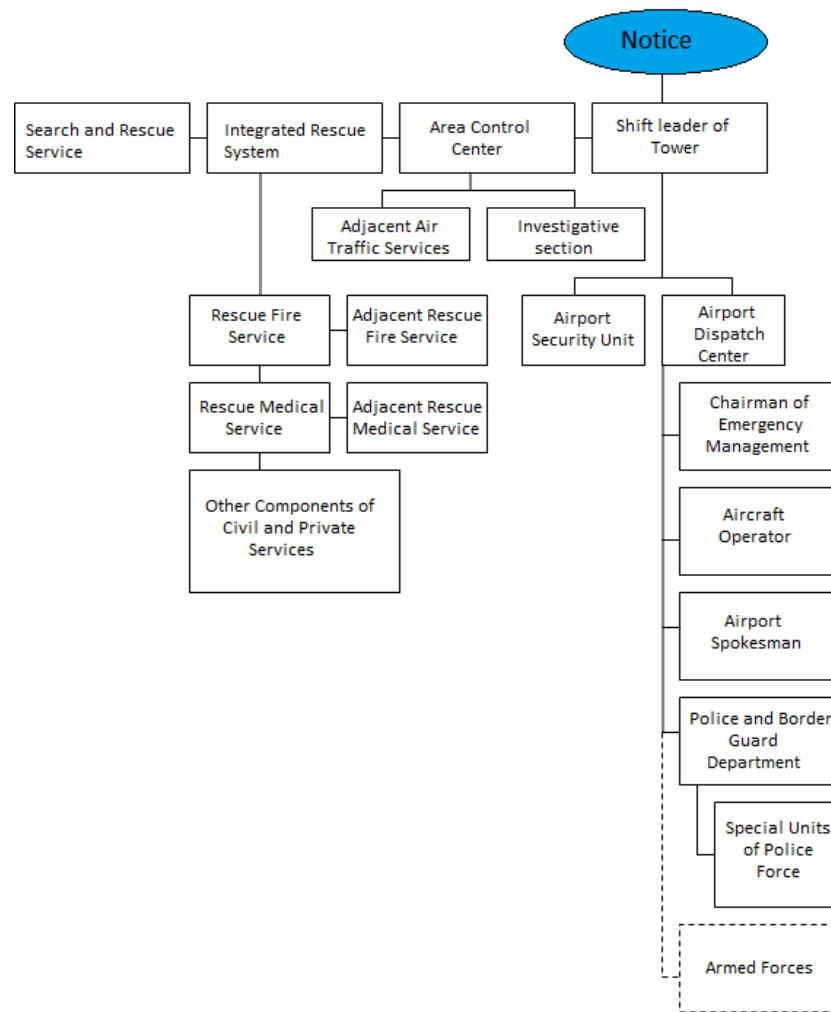 Notice
Search and Rescue
Service
Integrated Rescue
System
Area Control
Center
Shift leader of
Tower
Adjacent Air
Traffic Services
Investigative
section
Rescue Fire
Service
Adjacent Rescue
Fire Service
Airport
Security Unit
Airport
Dispatch
Center
Rescue Medical
Service
Adjacent Rescue
Medical Service
Chairman of
Emergency
Management
Other Components of
Civil and Private
Services
Aircraft
Operator
Airport
Spokesman
Police and Border
Guard
Department
Special Units
of Police
Force
Armed Forces